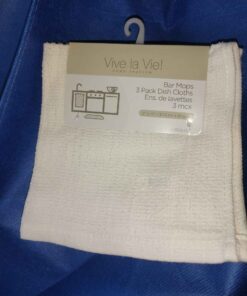 Vive la Vie!
Bar Mops
3 Pack Dish Cloths
Ens. de lavettes
3 mcx